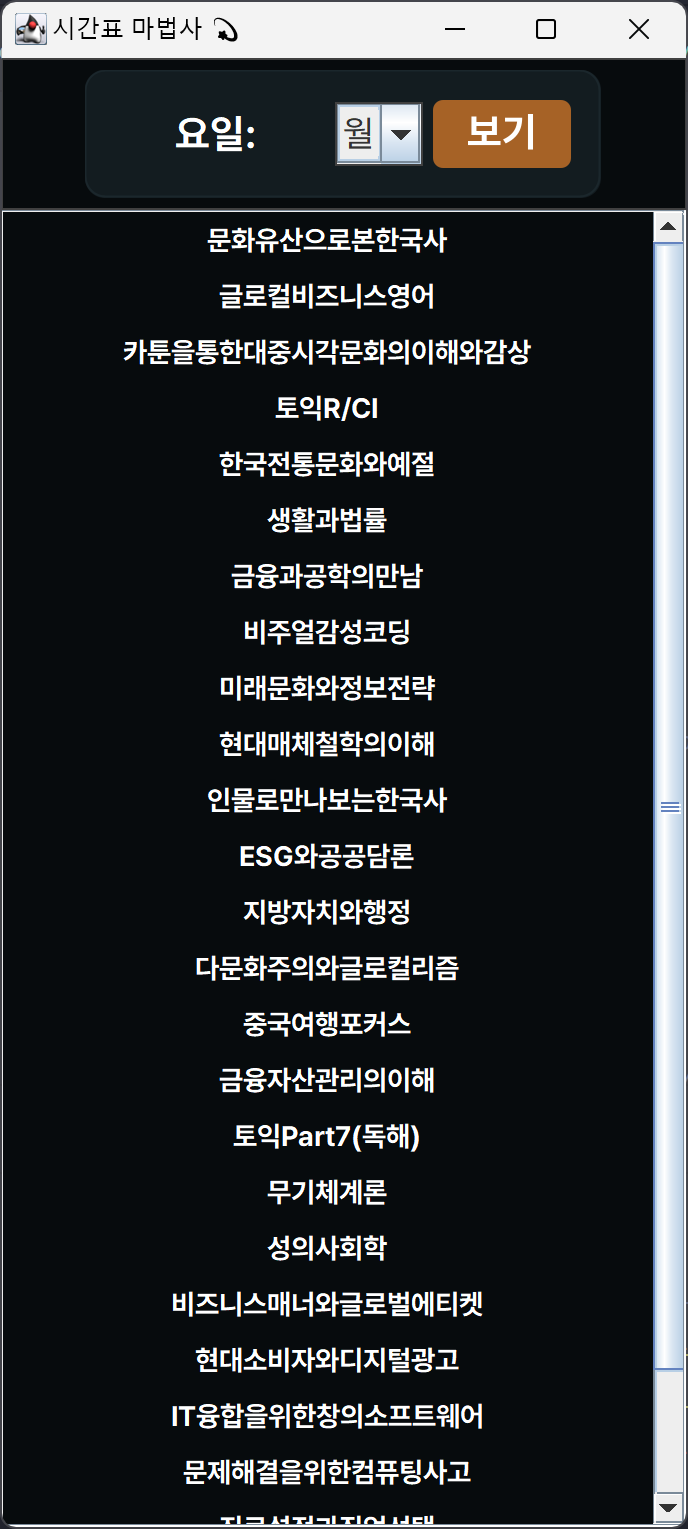 시간표 마법사 💫
요일:
월
보기
문화유산으로본한국사
글로컬비즈니스영어
카툰을통한대중시각문화의이해와감상
토익R/CI
한국전통문화와예절
생활과법률
금융과공학의만남
비주얼감성코딩
미래문화와정보전략
현대매체철학의이해
인물로만나보는한국사
ESG와공공담론
지방자치와행정
다문화주의와글로컬리즘
중국여행포커스
금융자산관리의이해
토익Part7(독해)
무기체계론
성의사회학
비즈니스매너와글로벌에티켓
현대소비자와디지털광고
IT융합을위한창의소프트웨어
문제해결을위한컴퓨팅사고